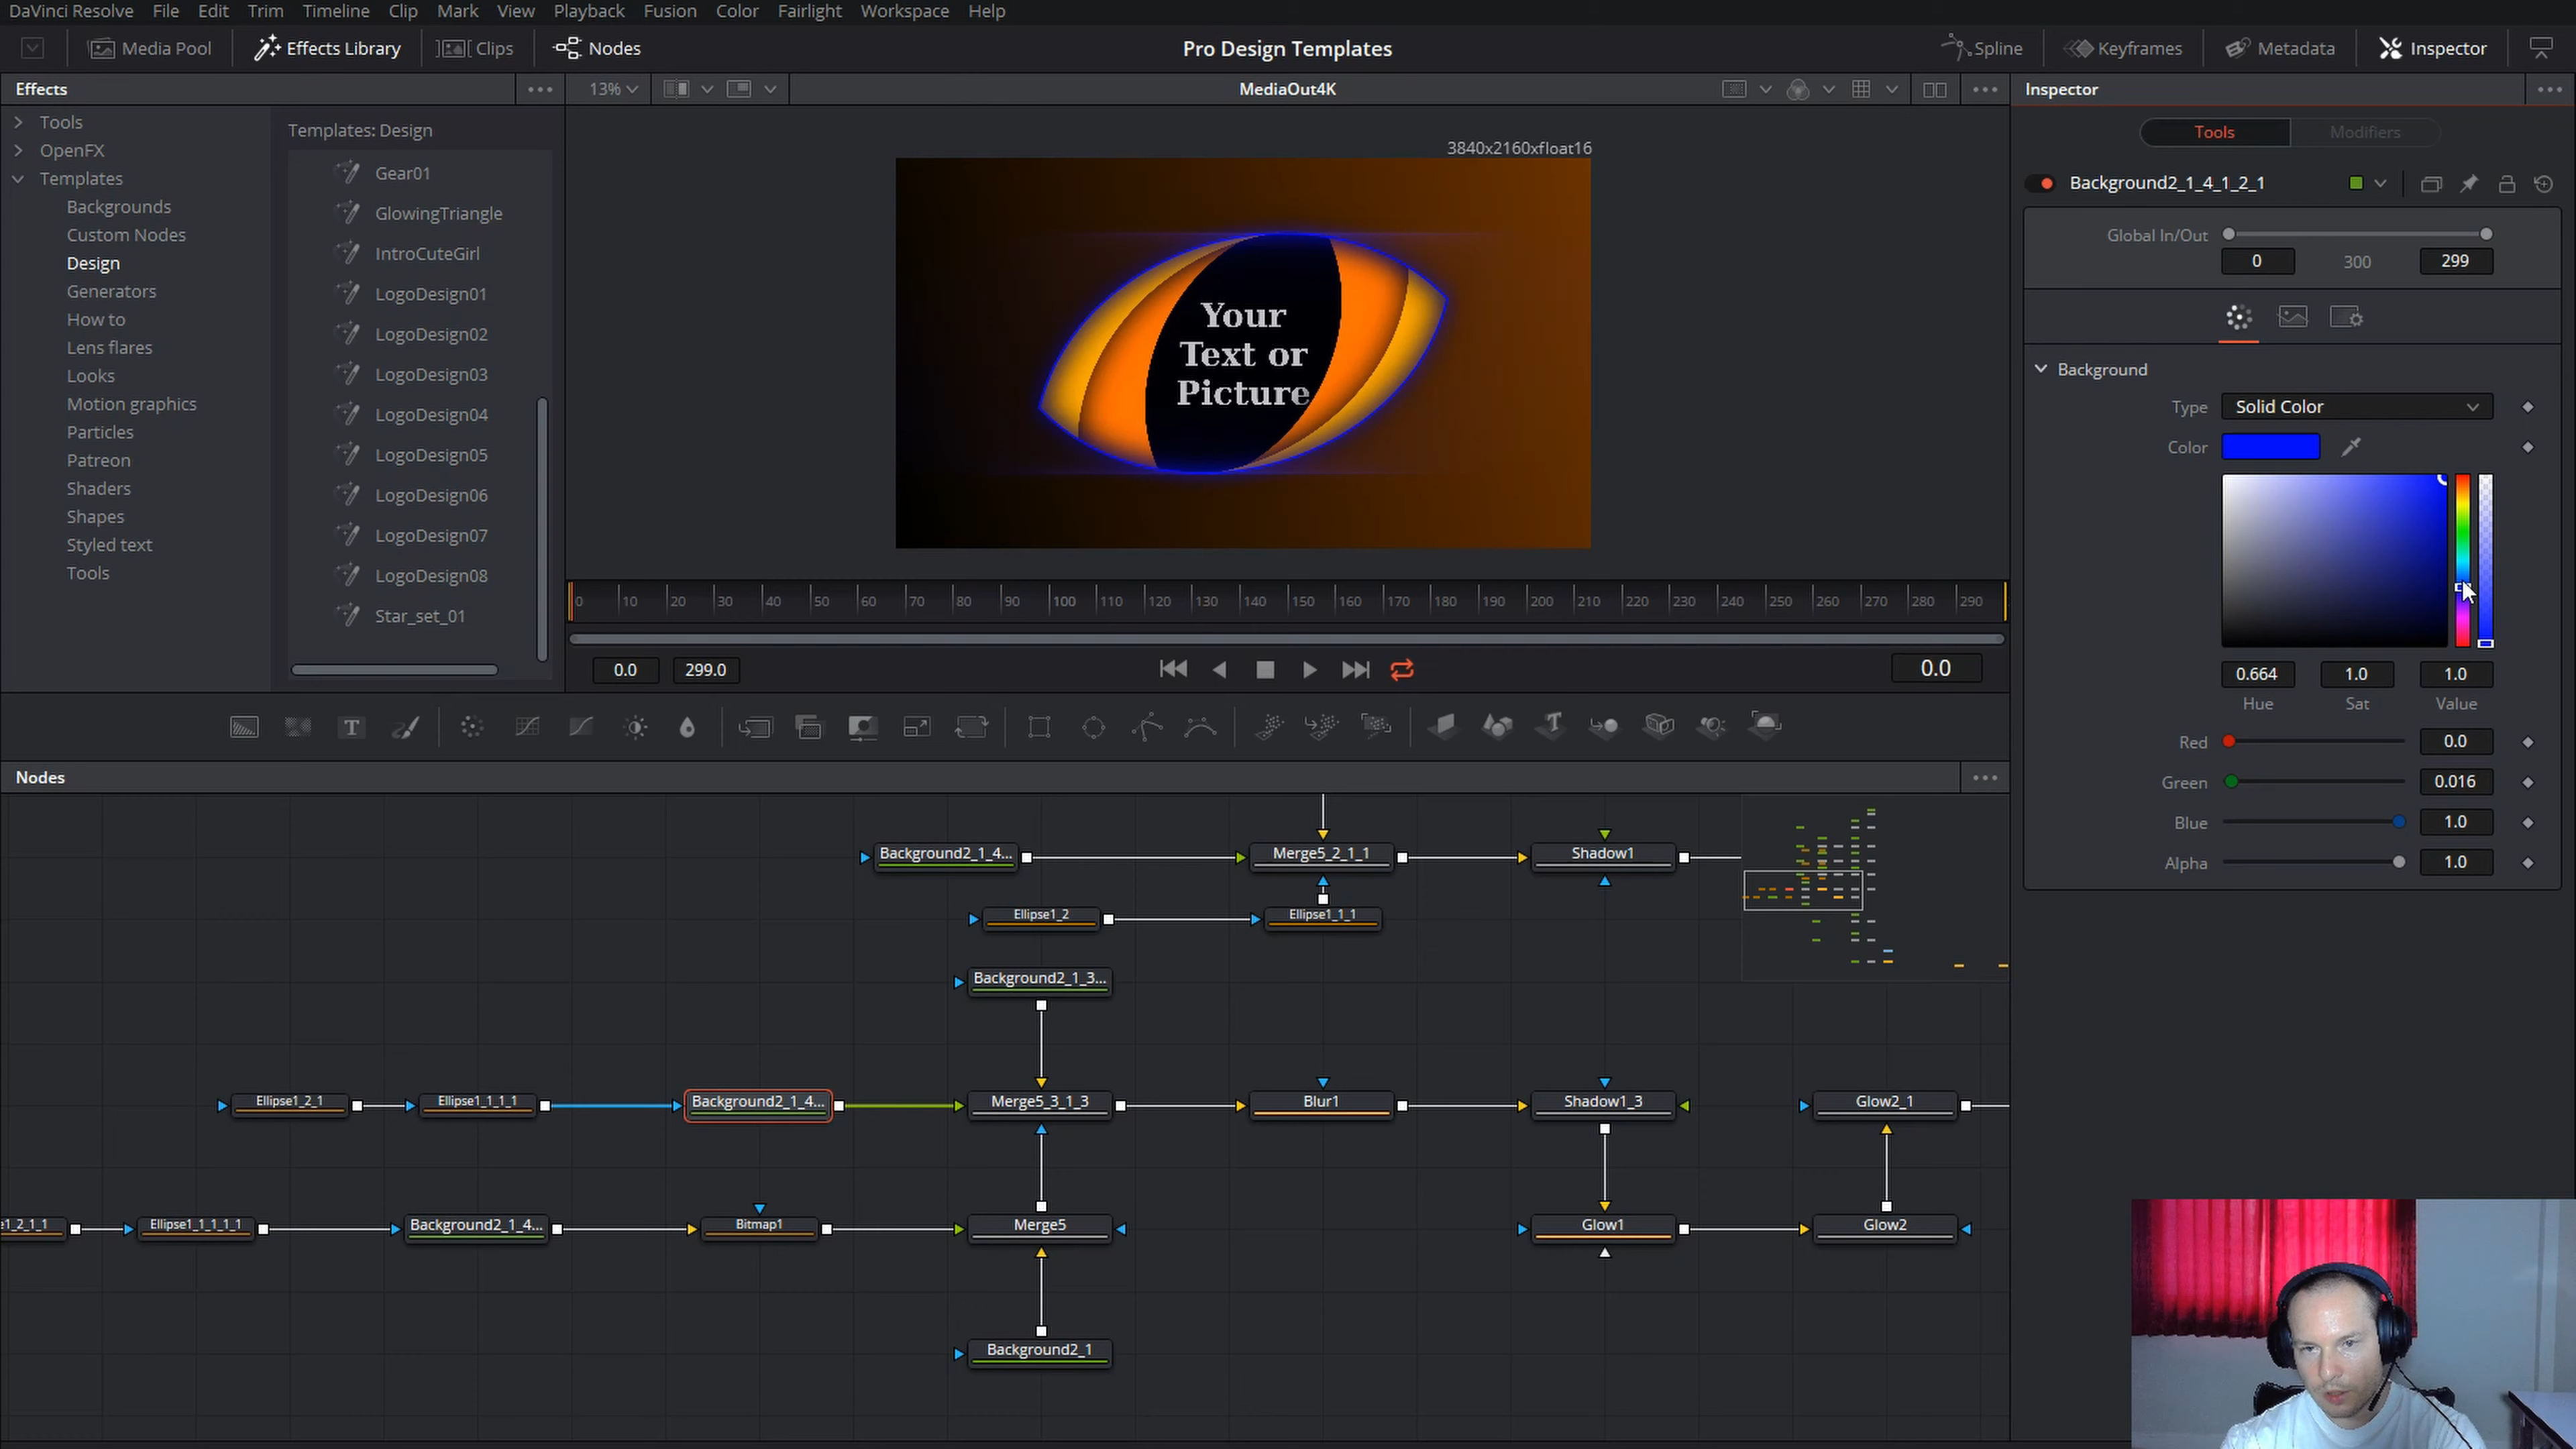 DaVinci Resolve File Edit Trim Timeline Clip Mark View Playback Fusion Color Fairlight Workspace Help
Media Pool Effects Library Clips Nodes Pro Design Templates Spline Keyframes Metadata Inspector
Effects 13% MediaOut4K Inspector
Tools
OpenFX
Templates
Backgrounds
Custom Nodes
Design
Generators
How to
Lens flares
Looks
Motion graphics
Particles
Patreon
Shaders
Shapes
Styled text
Tools
Templates: Design
Gear01
GlowingTriangle
IntroCuteGirl
LogoDesign01
LogoDesign02
LogoDesign03
LogoDesign04
LogoDesign05
LogoDesign06
LogoDesign07
LogoDesign08
Star_set_01
3840x2160xfloat16
Your
Text or
Picture
0 10 20 30 40 50 60 70 80 90 100 110 120 130 140 150 160 170 180 190 200 210 220 230 240 250 260 270 280 290
0.0 299.0 0.0
Tools Modifiers
Background2_1_4_1_2_1
Global In/Out
0 300 299
Background
Type Solid Color
Color
0.664 1.0 1.0
Hue Sat Value
Red 0.0
Green 0.016
Blue 1.0
Alpha 1.0
T
Nodes
Background2_1_4... Merge5_2_1_1 Shadow1
Ellipse1_2 Ellipse1_1_1
Background2_1_3...
Ellipse1_2_1 Ellipse1_1_1_1 Background2_1_4... Merge5_3_1_3 Blur1 Shadow1_3 Glow2_1
e1_2_1_1 Ellipse1_1_1_1_1 Background2_1_4... Bitmap1 Merge5 Glow1 Glow2
Background2_1